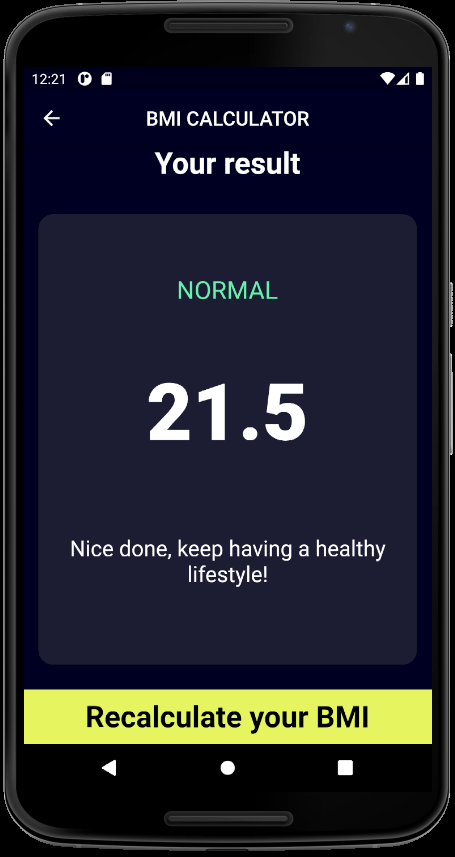 12:21
BMI CALCULATOR
Your result
NORMAL
21.5
Nice done, keep having a healthy
lifestyle!
Recalculate your BMI